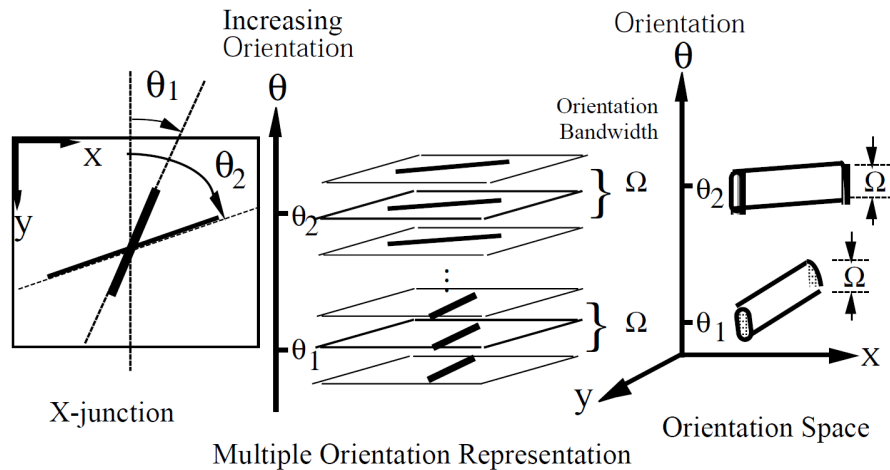 Increasing
Orientation
θ
θ1
X
θ2
y
X-junction
θ2
Ω
⋮
θ1
Ω
Multiple Orientation Representation
Orientation
θ
Orientation
Bandwidth
θ2
Ω
Ω
θ1
X
y
Orientation Space